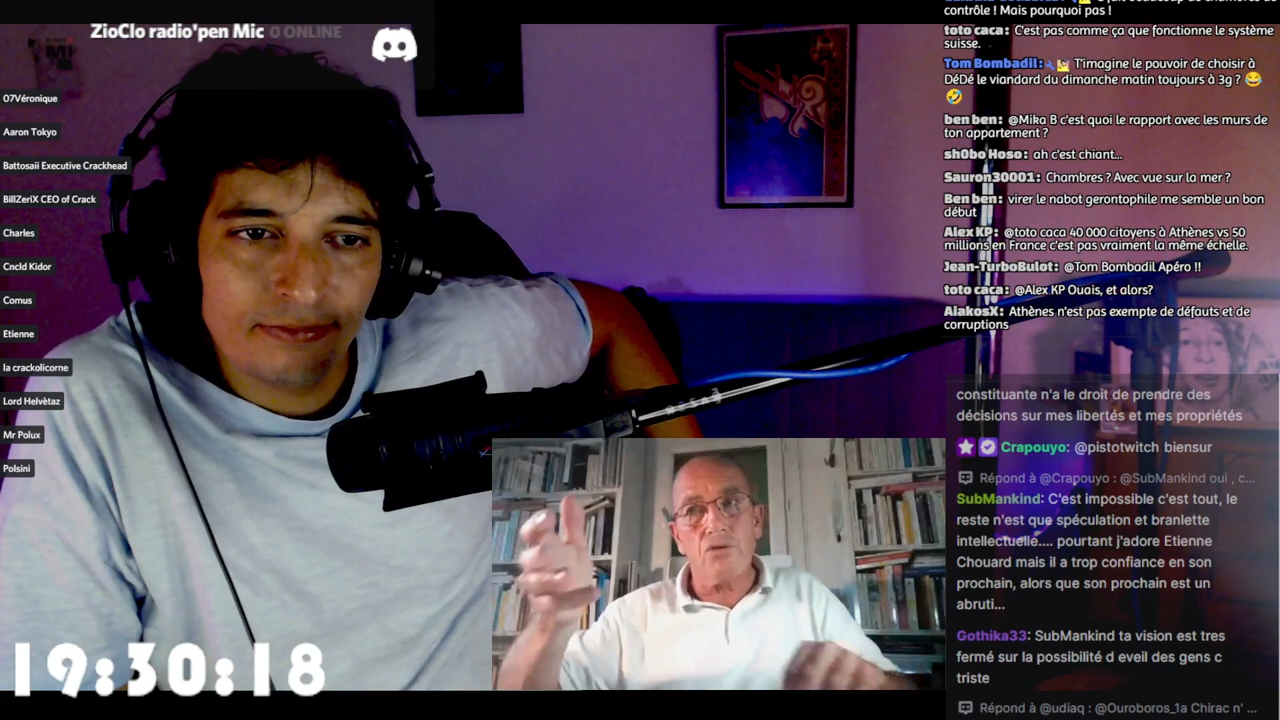 ZioClo radio'pen Mic 0 ONLINE
07Véronique
Aaron Tokyo
Battosaii Executive Crackhead
BillZeriX CEO of Crack
Charles
Cncld Kidor
Comus
Etienne
la crackolicorne
Lord Helvètaz
Mr Polux
Polsini
19:30:18
contrôle ! Mais pourquoi pas !
toto caca: C'est pas comme ça que fonctionne le système
suisse.
Tom Bombadil: T'imagine le pouvoir de choisir à
DéDé le viandard du dimanche matin toujours à 3g ? 😂
🤣
ben ben: @Mika B c'est quoi le rapport avec les murs de
ton appartement ?
sh0bo Hoso: ah c'est chiant...
Sauron30001: Chambres ? Avec vue sur la mer ?
Ben ben: virer le nabot gerontophile me semble un bon
début
Alex KP: @toto caca 40 000 citoyens à Athènes vs 50
millions en France c'est pas vraiment la même échelle.
Jean-TurboBulot: @Tom Bombadil Apéro !!
toto caca: @Alex KP Ouais, et alors?
AiakosX: Athènes n'est pas exempte de défauts et de
corruptions
constituante n'a le droit de prendre des
décisions sur mes libertés et mes propriétés
Crapouyo: @pistotwitch biensur
Répond à @Crapouyo : @SubMankind oui , c...
SubMankind: C'est impossible c'est tout, le
reste n'est que spéculation et branlette
intellectuelle.... pourtant j'adore Etienne
Chouard mais il a trop confiance en son
prochain, alors que son prochain est un
abruti...
Gothika33: SubMankind ta vision est tres
fermé sur la possibilité d eveil des gens c
triste
Répond à @udiaq : @Ouroboros_1a Chirac n' ...